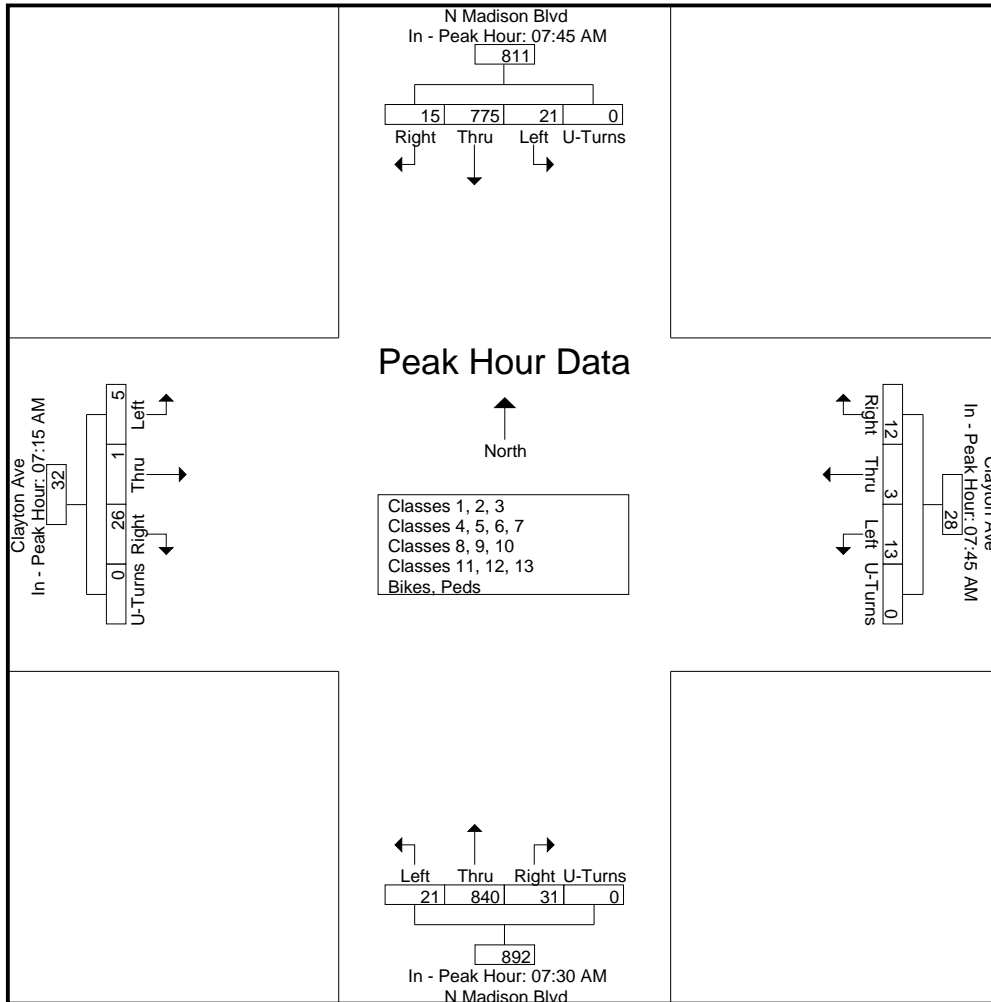 N Madison Blvd
In - Peak Hour: 07:45 AM
811
15 775 21 0
Right Thru Left U-Turns
Peak Hour Data
North
Classes 1, 2, 3
Classes 4, 5, 6, 7
Classes 8, 9, 10
Classes 11, 12, 13
Bikes, Peds
Clayton Ave
In - Peak Hour: 07:15 AM
32
5 1 26 0
Left Thru Right U-Turns
Clayton Ave
In - Peak Hour: 07:45 AM
28
12 3 13 0
Right Thru Left U-Turns
Left Thru Right U-Turns
21 840 31 0
892
In - Peak Hour: 07:30 AM
N Madison Blvd